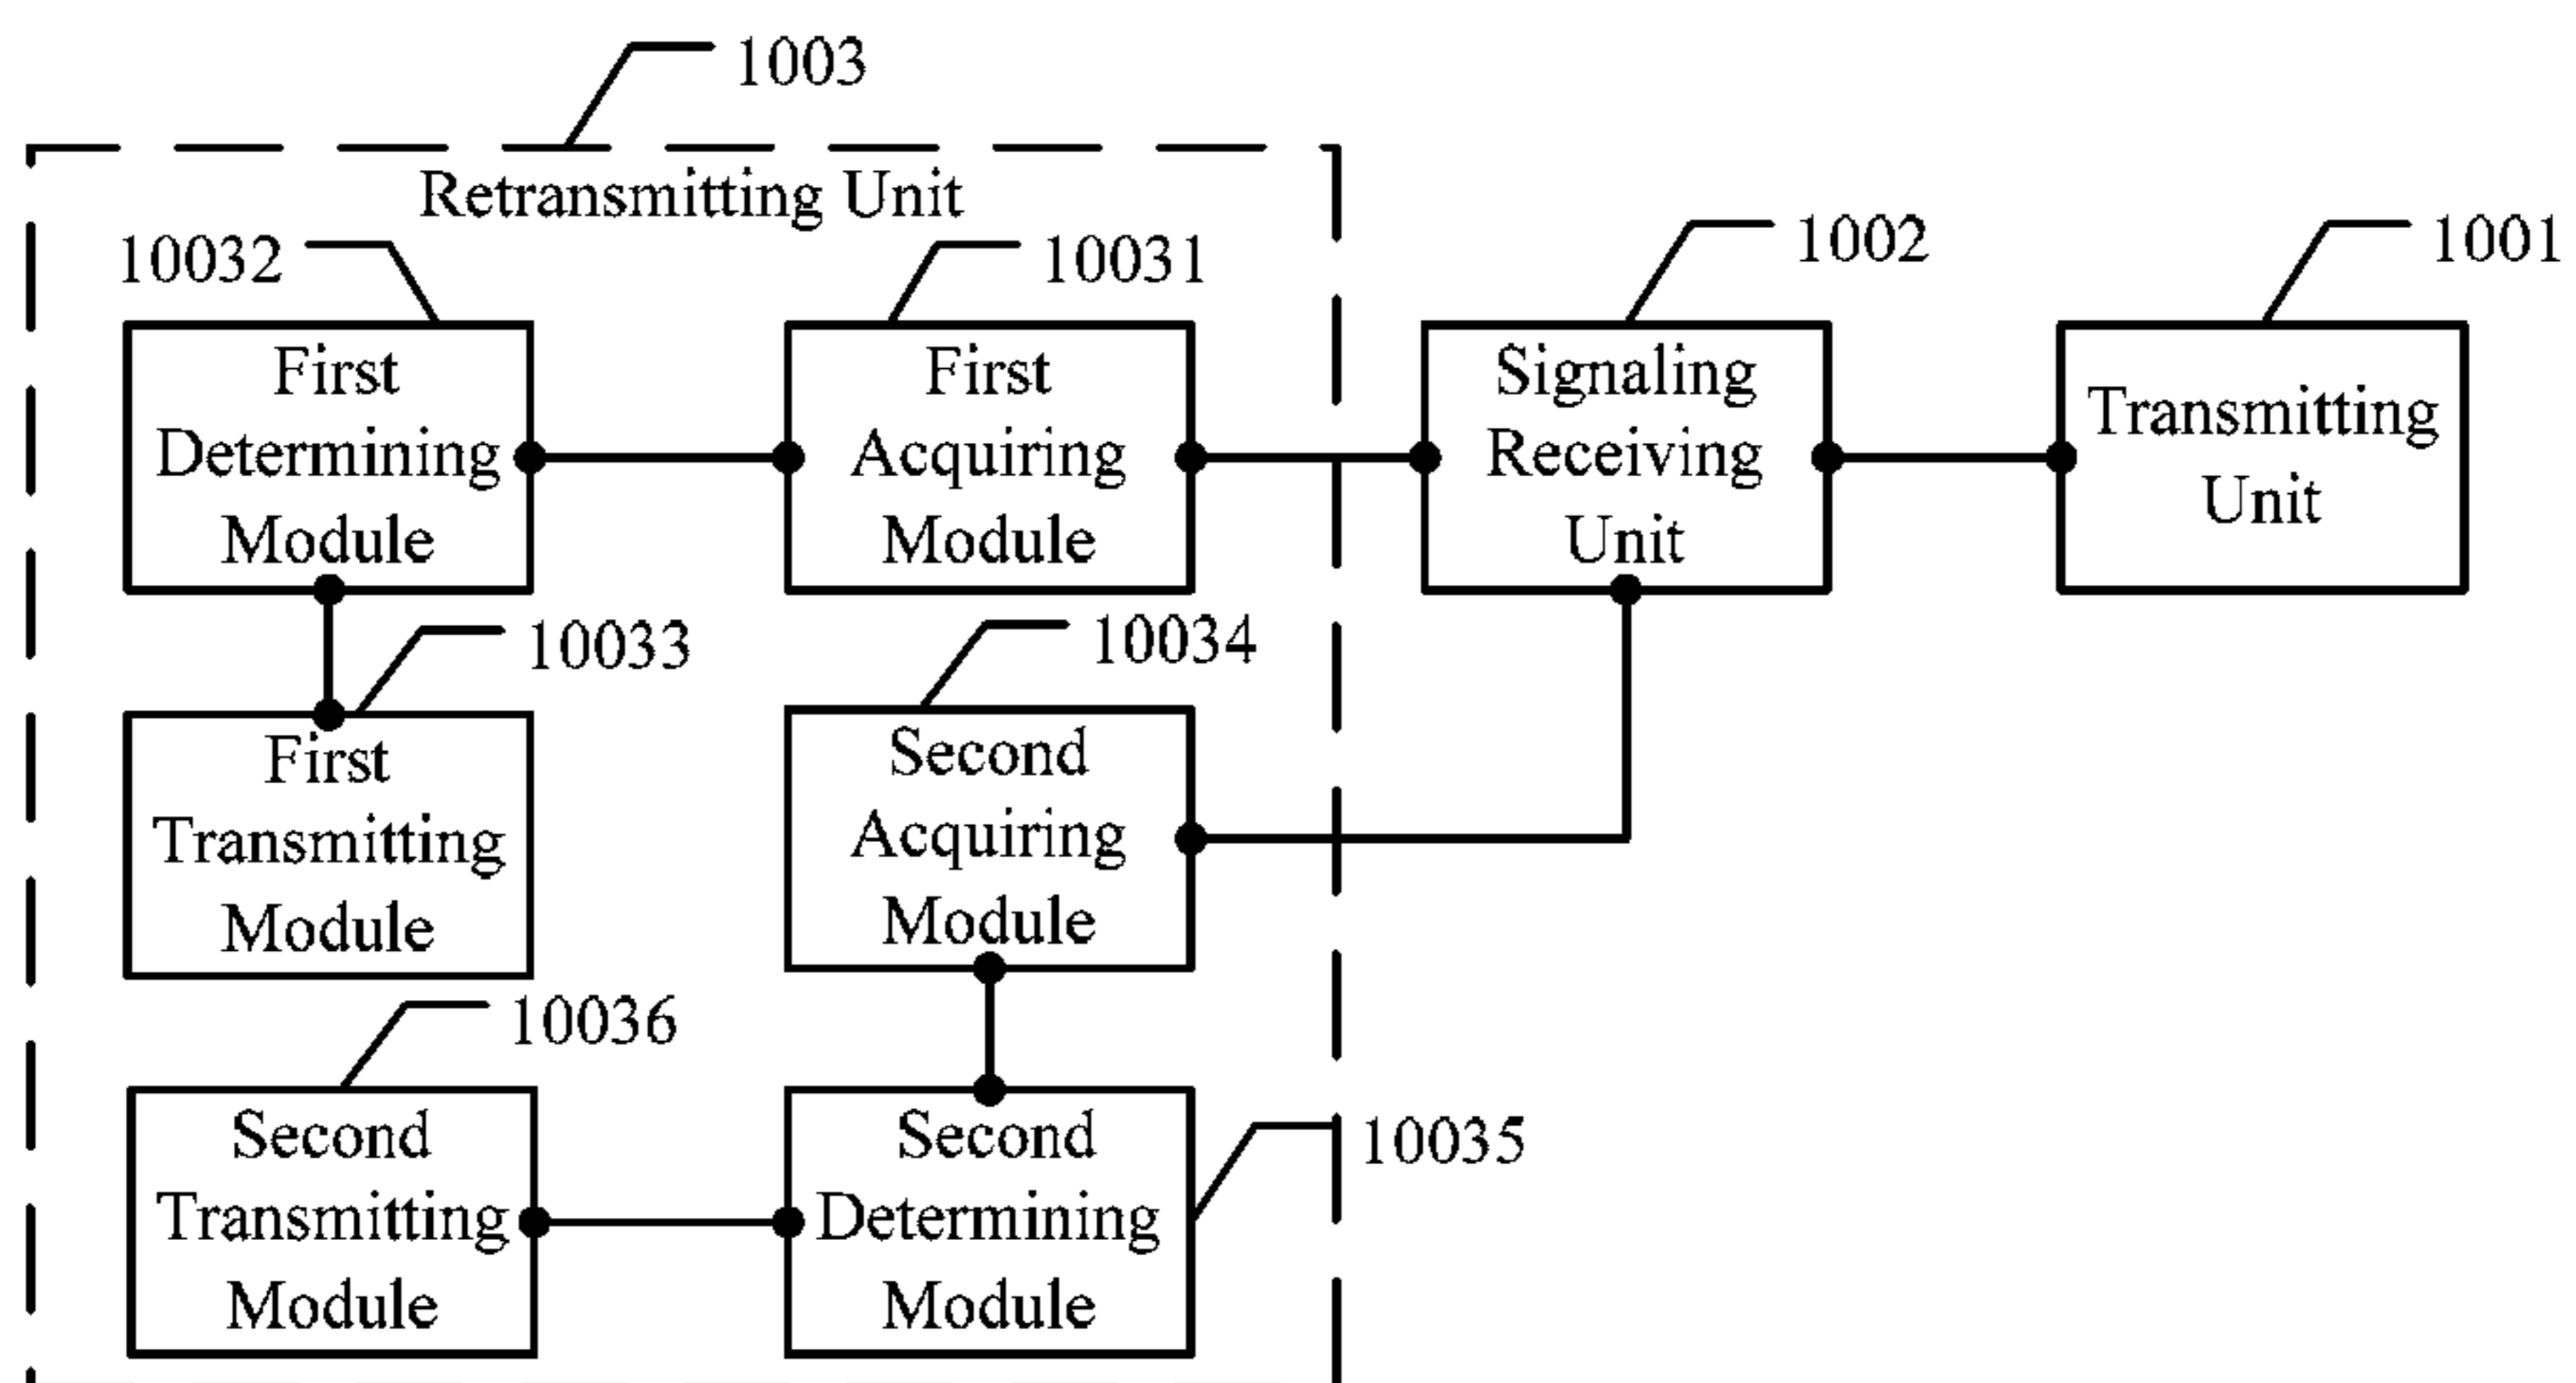 1003
Retransmitting Unit
10032
10031
1002
1001
First
Determining
Module
First
Acquiring
Module
Signaling
Receiving
Unit
Transmitting
Unit
10033
10034
First
Transmitting
Module
Second
Acquiring
Module
10036
10035
Second
Transmitting
Module
Second
Determining
Module